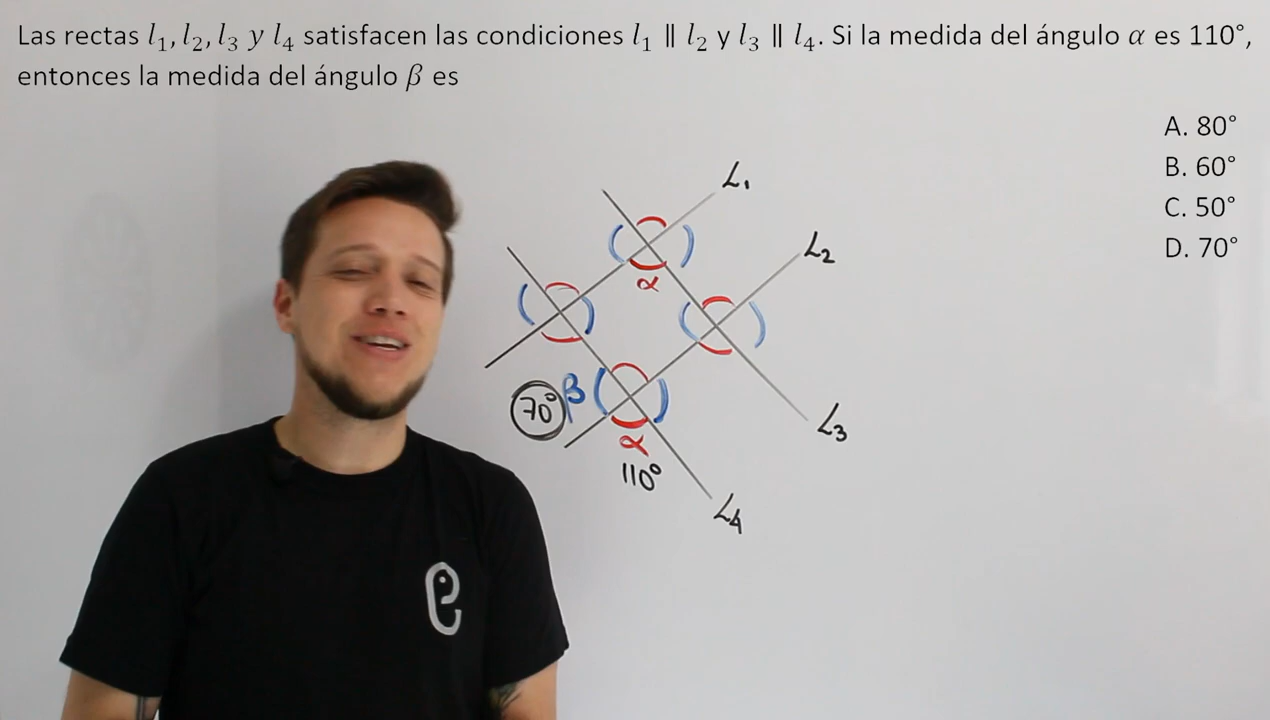 Las rectas l₁, l₂, l₃ y l₄ satisfacen las condiciones l₁ ∥ l₂ y l₃ ∥ l₄. Si la medida del ángulo α es 110°,
entonces la medida del ángulo β es
A. 80°
B. 60°
C. 50°
D. 70°
L₁
L₂
α
70° β
α
110°
L₃
L₄
e